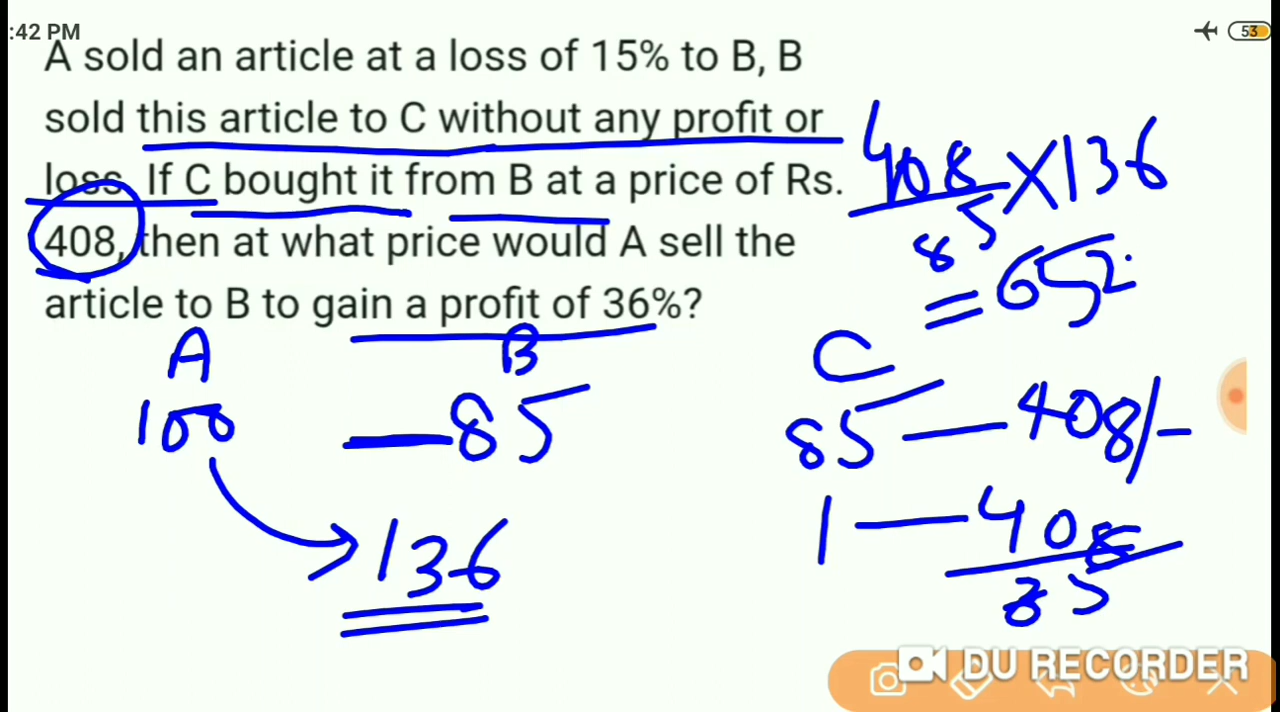 :42 PM
53
A sold an article at a loss of 15% to B, B
sold this article to C without any profit or
loss. If C bought it from B at a price of Rs.
408, then at what price would A sell the
article to B to gain a profit of 36%?
408 × 136
85
= 652.
A B C
100 — 85 85 — 408/-
136 1 — 408
85
DU RECORDER